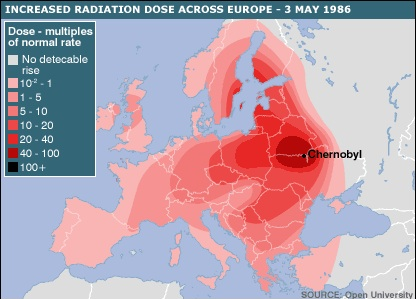 INCREASED RADIATION DOSE ACROSS EUROPE - 3 MAY 1986
Dose - multiples
of normal rate
No detecable
rise
10⁻² - 1
1 - 5
5 - 10
10 - 20
20 - 40
40 - 100
100+
Chernobyl
SOURCE: Open University